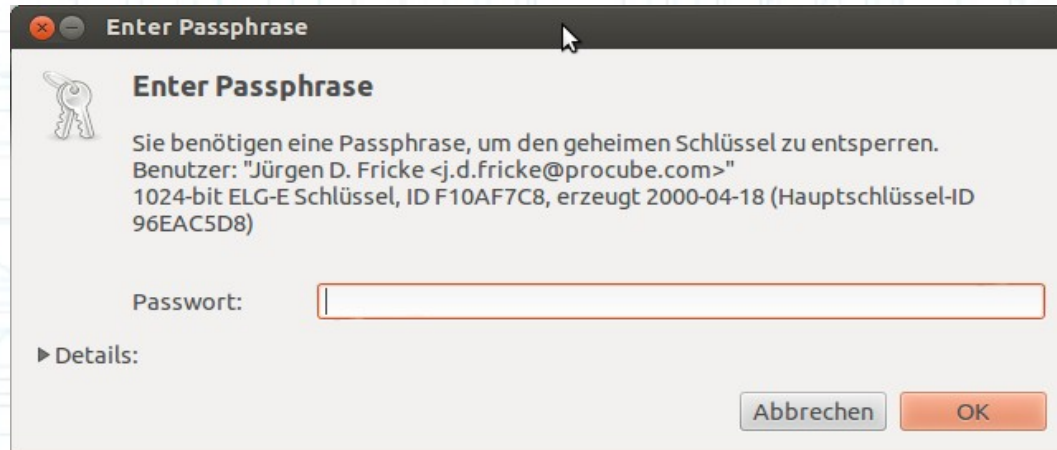 Enter Passphrase
Enter Passphrase
Sie benötigen eine Passphrase, um den geheimen Schlüssel zu entsperren.
Benutzer: "Jürgen D. Fricke <j.d.fricke@procube.com>"
1024-bit ELG-E Schlüssel, ID F10AF7C8, erzeugt 2000-04-18 (Hauptschlüssel-ID
96EAC5D8)
Passwort:
Details:
Abbrechen OK